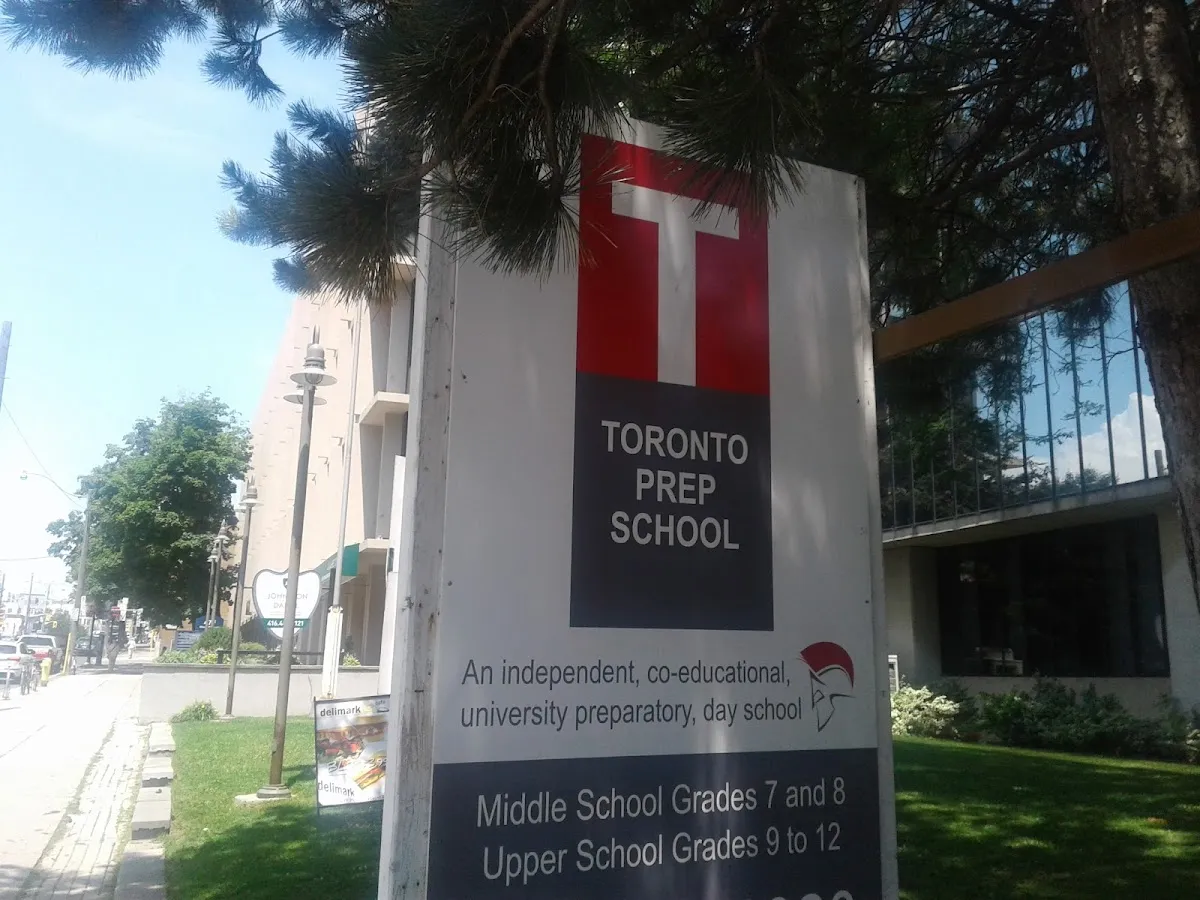 T
TORONTO
PREP
SCHOOL
An independent, co-educational,
university preparatory, day school
Middle School Grades 7 and 8
Upper School Grades 9 to 12
delimark
delimark